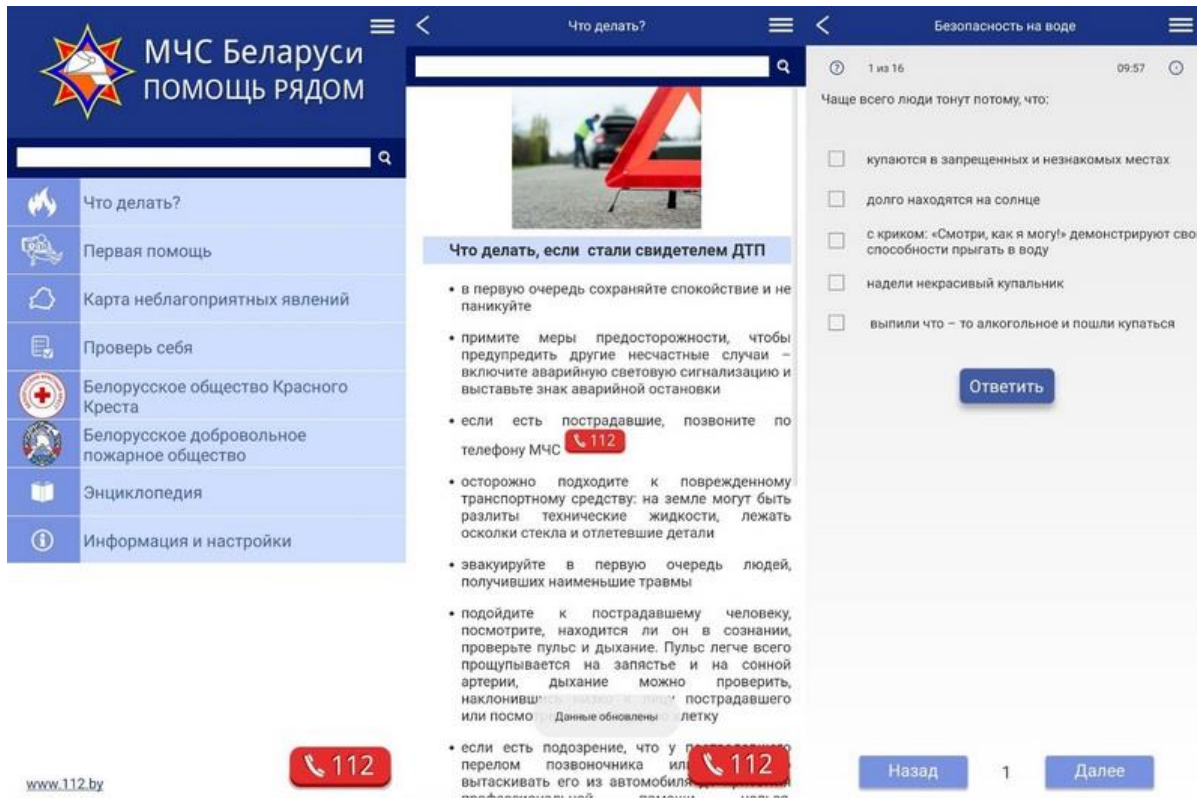 МЧС Беларуси
ПОМОЩЬ РЯДОМ
Что делать?
Первая помощь
Карта неблагоприятных явлений
Проверь себя
Белорусское общество Красного
Креста
Белорусское добровольное
пожарное общество
Энциклопедия
Информация и настройки
112
www.112.by
Что делать?
Что делать, если стали свидетелем ДТП
• в первую очередь сохраняйте спокойствие и не
паникуйте
• примите меры предосторожности, чтобы
предупредить другие несчастные случаи –
включите аварийную световую сигнализацию и
выставьте знак аварийной остановки
• если есть пострадавшие, позвоните по
телефону МЧС 112
• осторожно подходите к поврежденному
транспортному средству: на земле могут быть
разлиты технические жидкости, лежать
осколки стекла и отлетевшие детали
• эвакуируйте в первую очередь людей,
получивших наименьшие травмы
• подойдите к пострадавшему человеку,
посмотрите, находится ли он в сознании,
проверьте пульс и дыхание. Пульс легче всего
прощупывается на запястье и на сонной
артерии, дыхание можно проверить,
пострадавшего
или
Данные обновлены
• если есть подозрение, что у
перелом позвоночника
112
вытаскивать его из автомобиля
Безопасность на воде
1 из 16
09:57
Чаще всего люди тонут потому, что:
купаются в запрещенных и незнакомых местах
долго находятся на солнце
с криком: «Смотри, как я могу!» демонстрируют сво
способности прыгать в воду
надели некрасивый купальник
выпили что – то алкогольное и пошли купаться
Ответить
Назад
1
Далее